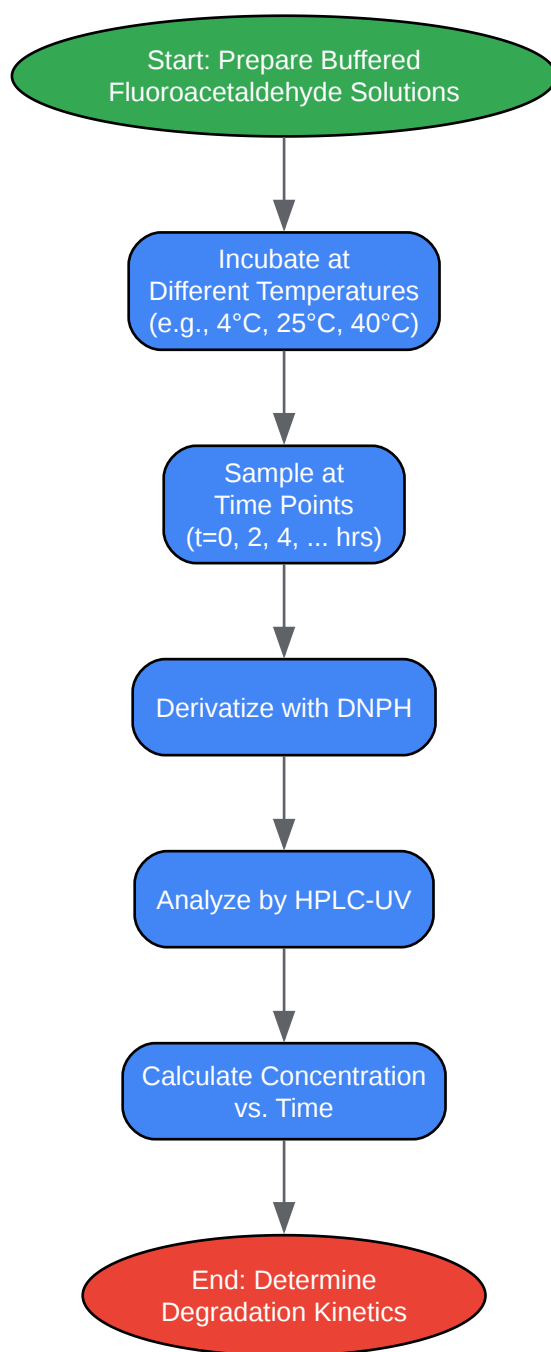 Start: Prepare Buffered
Fluoroacetaldehyde Solutions
Incubate at
Different Temperatures
(e.g., 4°C, 25°C, 40°C)
Sample at
Time Points
(t=0, 2, 4, ... hrs)
Derivatize with DNPH
Analyze by HPLC-UV
Calculate Concentration
vs. Time
End: Determine
Degradation Kinetics